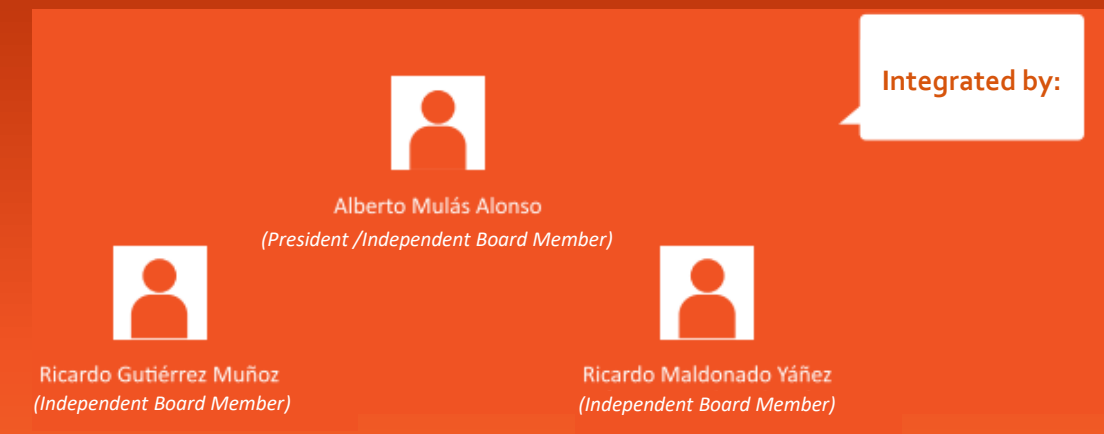 Integrated by:
Alberto Mulás Alonso
(President /Independent Board Member)
Ricardo Gutiérrez Muñoz
(Independent Board Member)
Ricardo Maldonado Yáñez
(Independent Board Member)